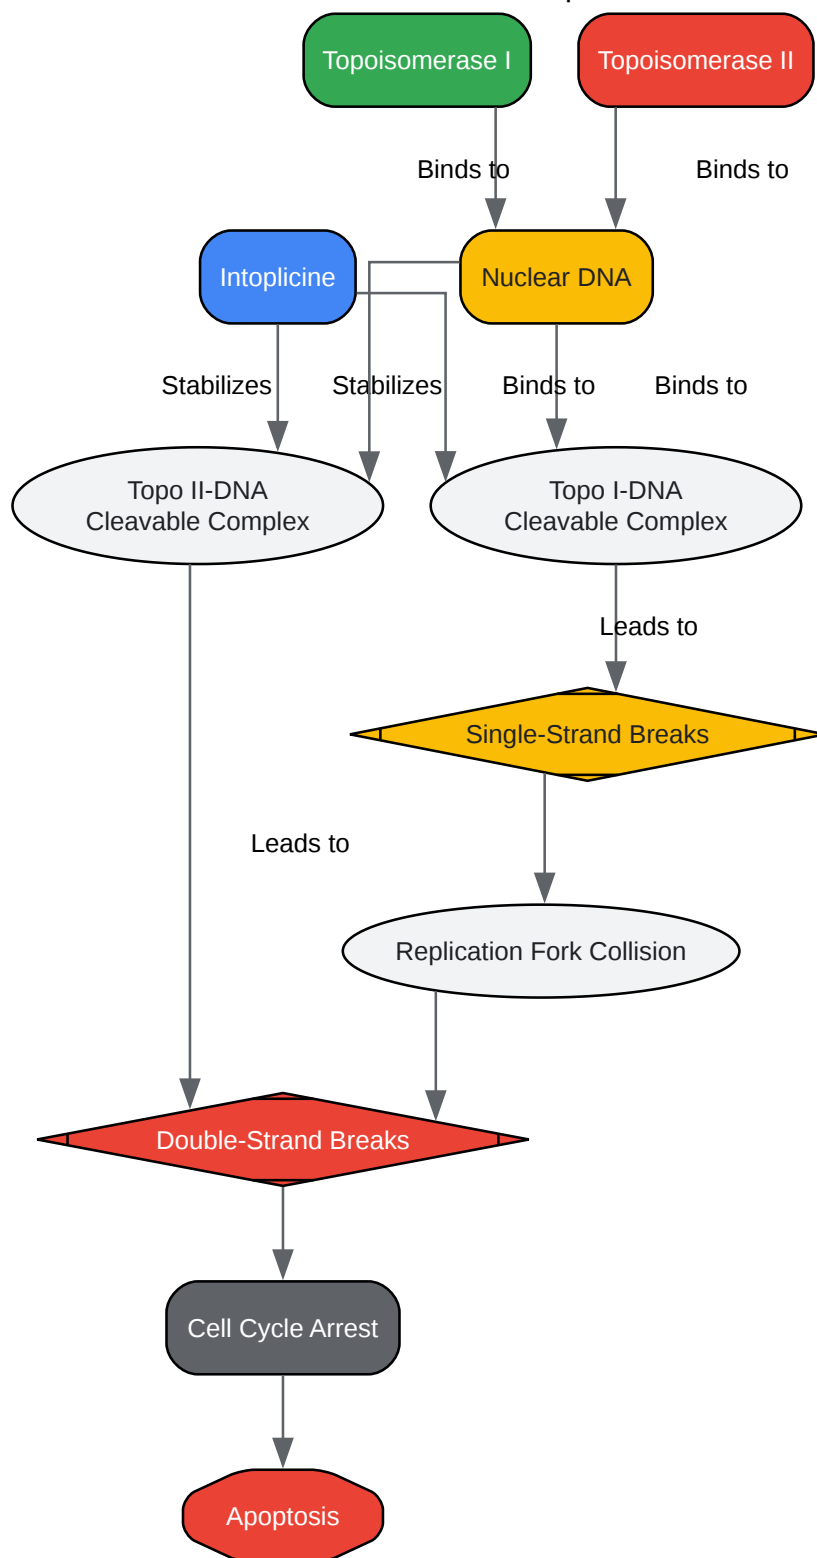 Topoisomerase I
Topoisomerase II
Binds to
Binds to
Intoplicine
Nuclear DNA
Stabilizes
Stabilizes
Binds to
Binds to
Topo II-DNA
Cleavable Complex
Topo I-DNA
Cleavable Complex
Leads to
Single-Strand Breaks
Leads to
Replication Fork Collision
Double-Strand Breaks
Cell Cycle Arrest
Apoptosis